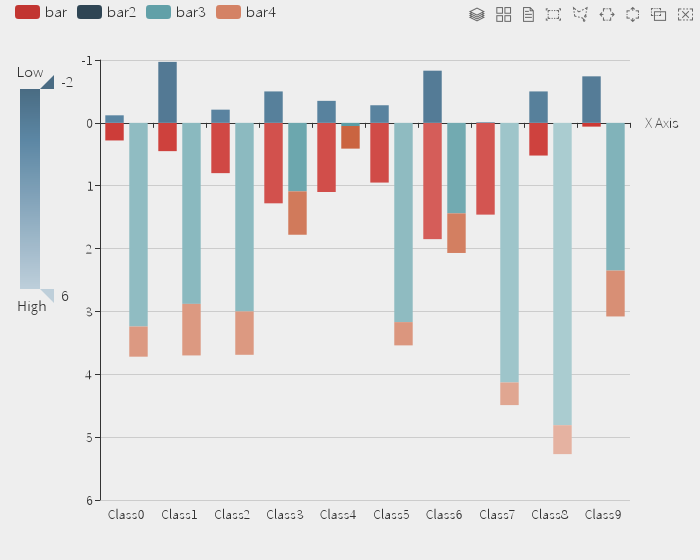 bar bar2 bar3 bar4
Low
-2
6
High
-1
0
1
2
3
4
5
6
X Axis
Class0 Class1 Class2 Class3 Class4 Class5 Class6 Class7 Class8 Class9